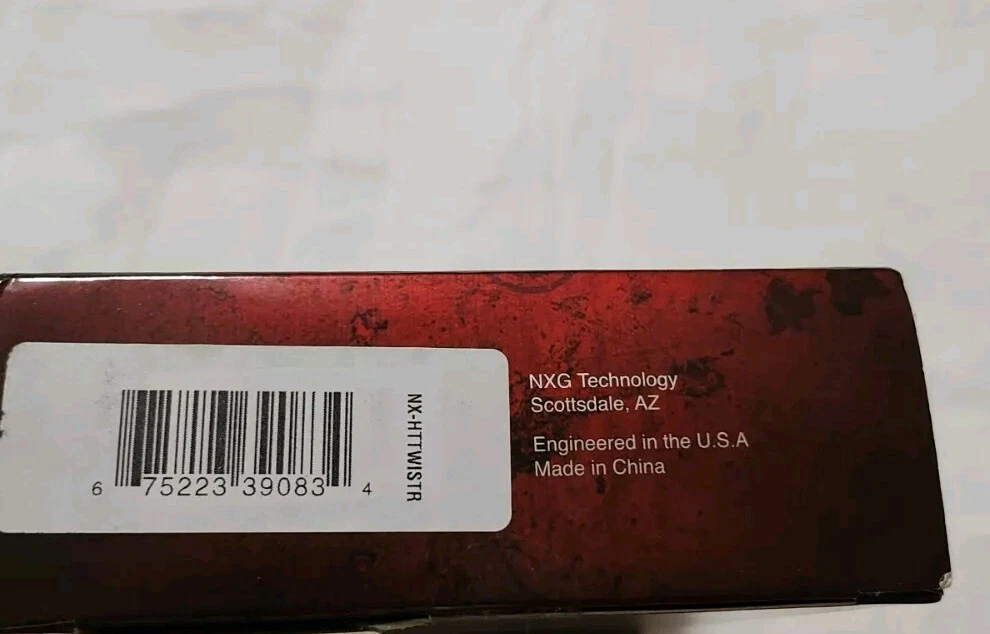 6 75223 39083 4
NX-HTTWISTR
NXG Technology
Scottsdale, AZ
Engineered in the U.S.A
Made in China